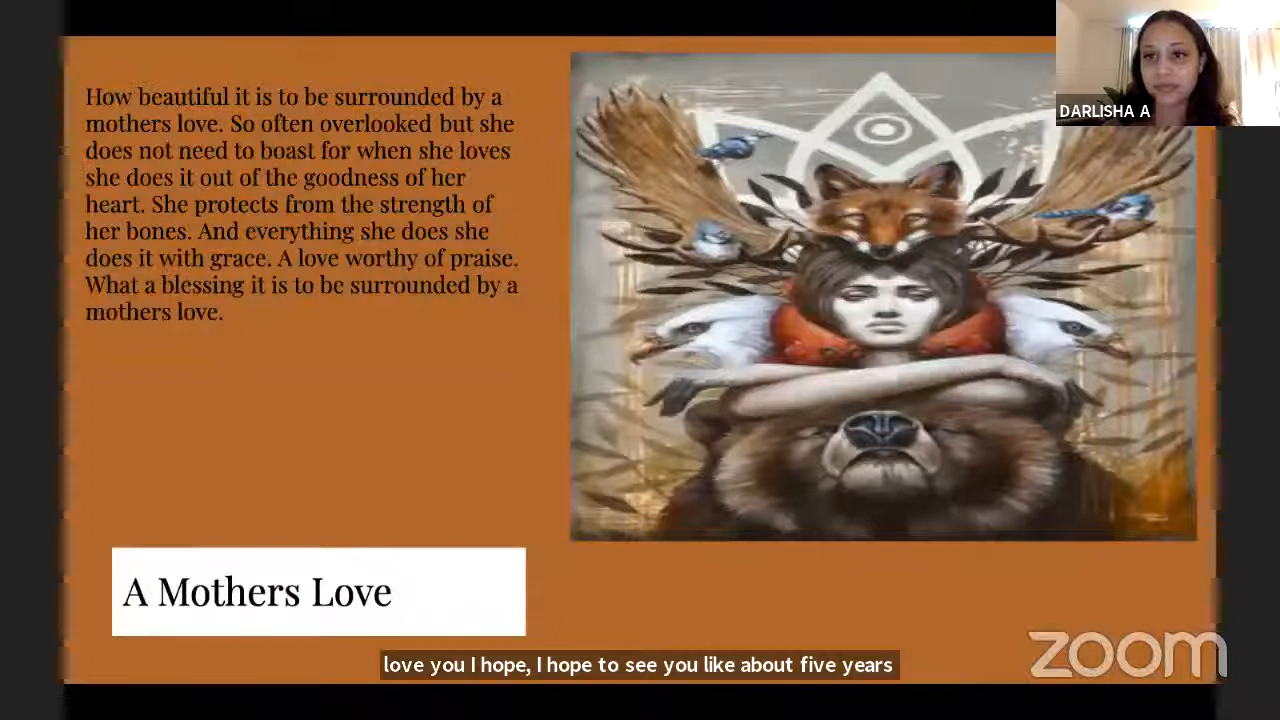 How beautiful it is to be surrounded by a
mothers love. So often overlooked but she
does not need to boast for when she loves
she does it out of the goodness of her
heart. She protects from the strength of
her bones. And everything she does she
does it with grace. A love worthy of praise.
What a blessing it is to be surrounded by a
mothers love.
DARLISHA A
A Mothers Love
love you I hope, I hope to see you like about five years
zoom